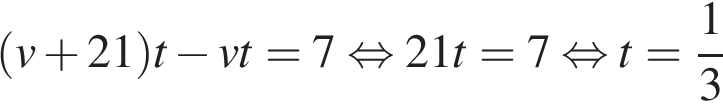 (v + 21)t − vt = 7 ⇔ 21t = 7 ⇔ t = 1/3